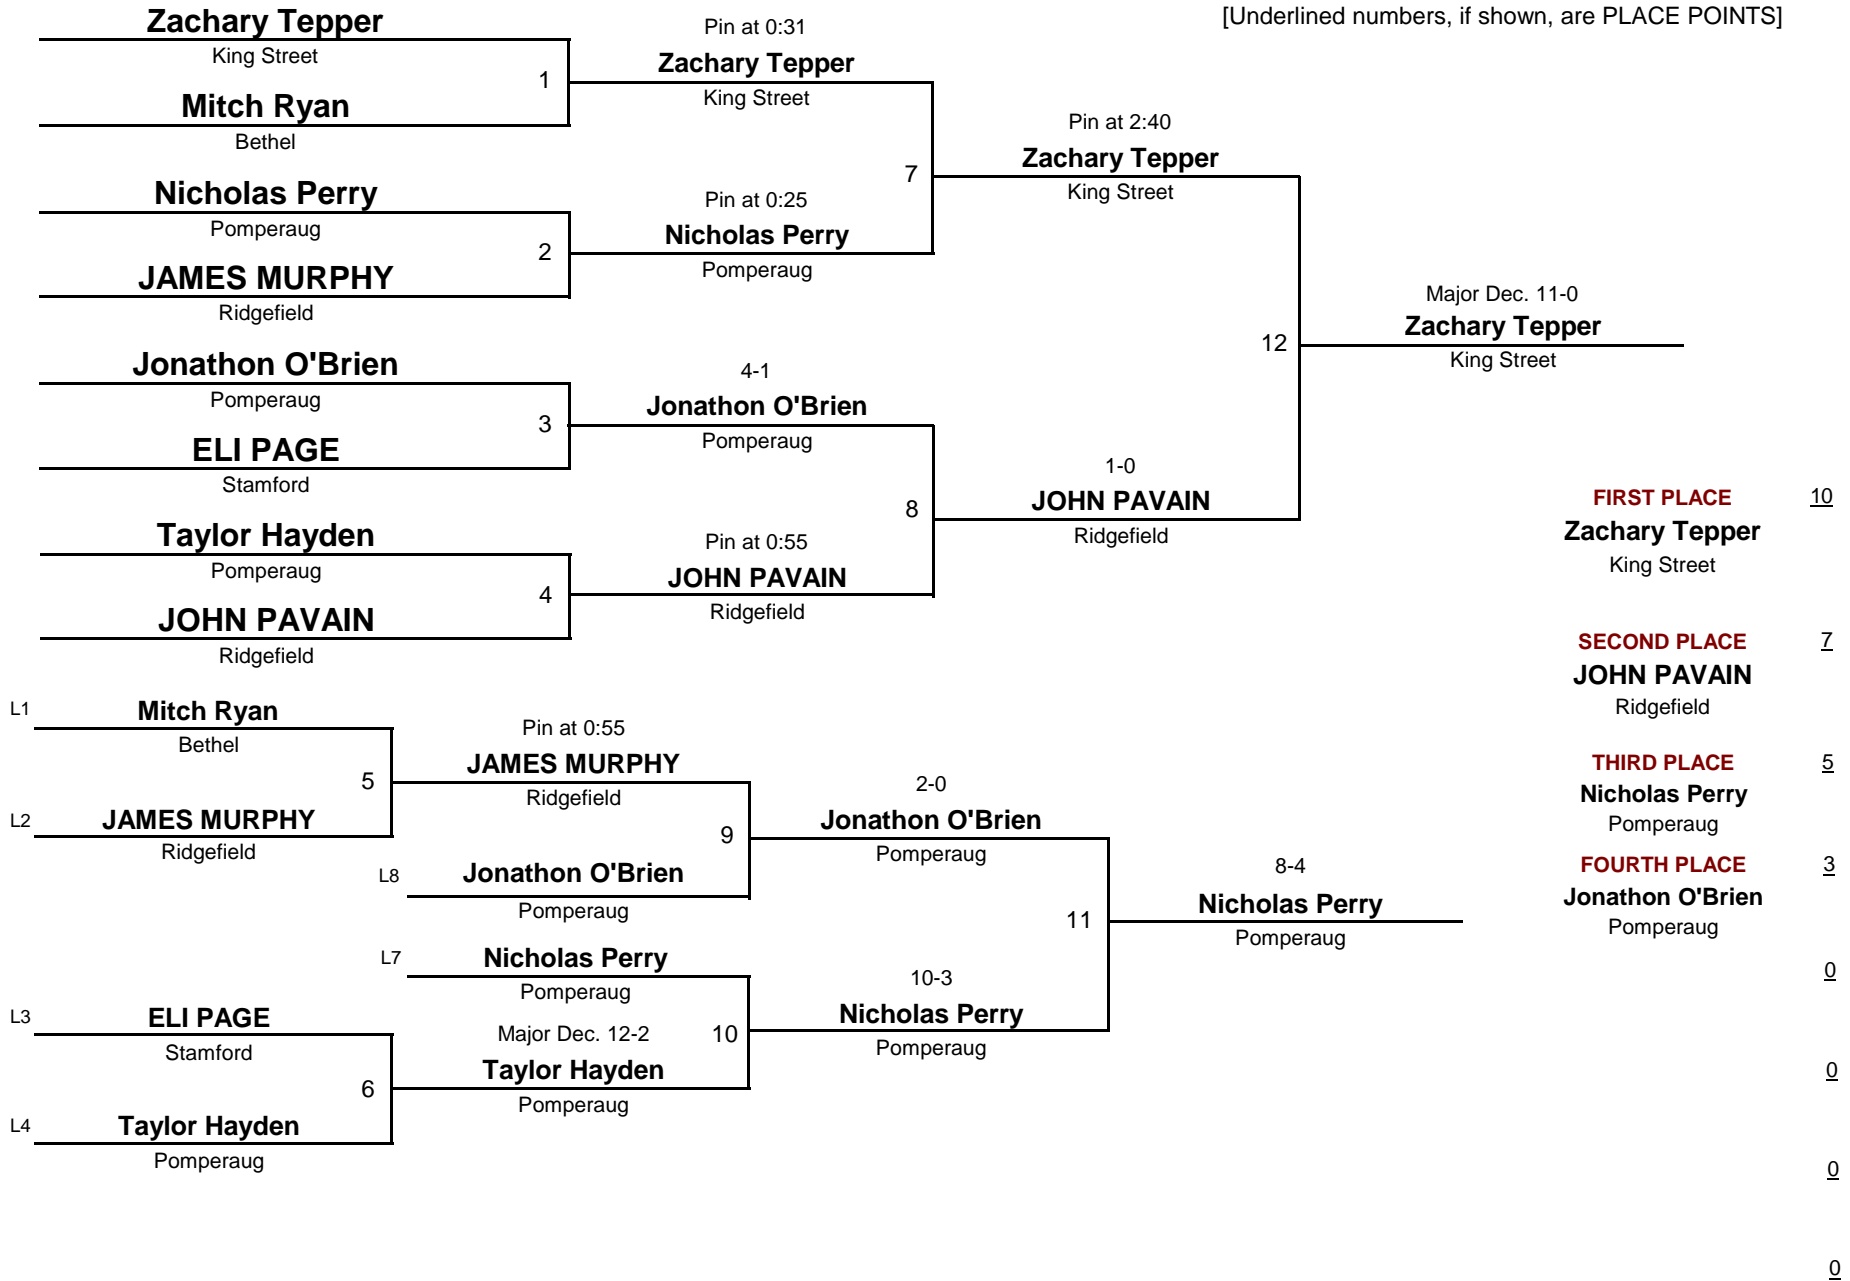 [Underlined numbers, if shown, are PLACE POINTS]
Zachary Tepper
King Street
1
Mitch Ryan
Bethel
Nicholas Perry
Pomperaug
2
JAMES MURPHY
Ridgefield
Jonathon O'Brien
Pomperaug
3
ELI PAGE
Stamford
Taylor Hayden
Pomperaug
4
JOHN PAVAIN
Ridgefield
Pin at 0:31
Zachary Tepper
King Street
7
Pin at 0:25
Nicholas Perry
Pomperaug
4-1
Jonathon O'Brien
Pomperaug
8
Pin at 0:55
JOHN PAVAIN
Ridgefield
Pin at 2:40
Zachary Tepper
King Street
12
1-0
JOHN PAVAIN
Ridgefield
Major Dec. 11-0
Zachary Tepper
King Street
L1
Mitch Ryan
Bethel
5
L2
JAMES MURPHY
Ridgefield
L3
ELI PAGE
Stamford
6
L4
Taylor Hayden
Pomperaug
Pin at 0:55
JAMES MURPHY
Ridgefield
9
L8
Jonathon O'Brien
Pomperaug
L7
Nicholas Perry
Pomperaug
Major Dec. 12-2
10
Taylor Hayden
Pomperaug
2-0
Jonathon O'Brien
Pomperaug
11
10-3
Nicholas Perry
Pomperaug
8-4
Nicholas Perry
Pomperaug
FIRST PLACE 10
Zachary Tepper
King Street
SECOND PLACE 7
JOHN PAVAIN
Ridgefield
THIRD PLACE 5
Nicholas Perry
Pomperaug
FOURTH PLACE 3
Jonathon O'Brien
Pomperaug
0
0
0
0